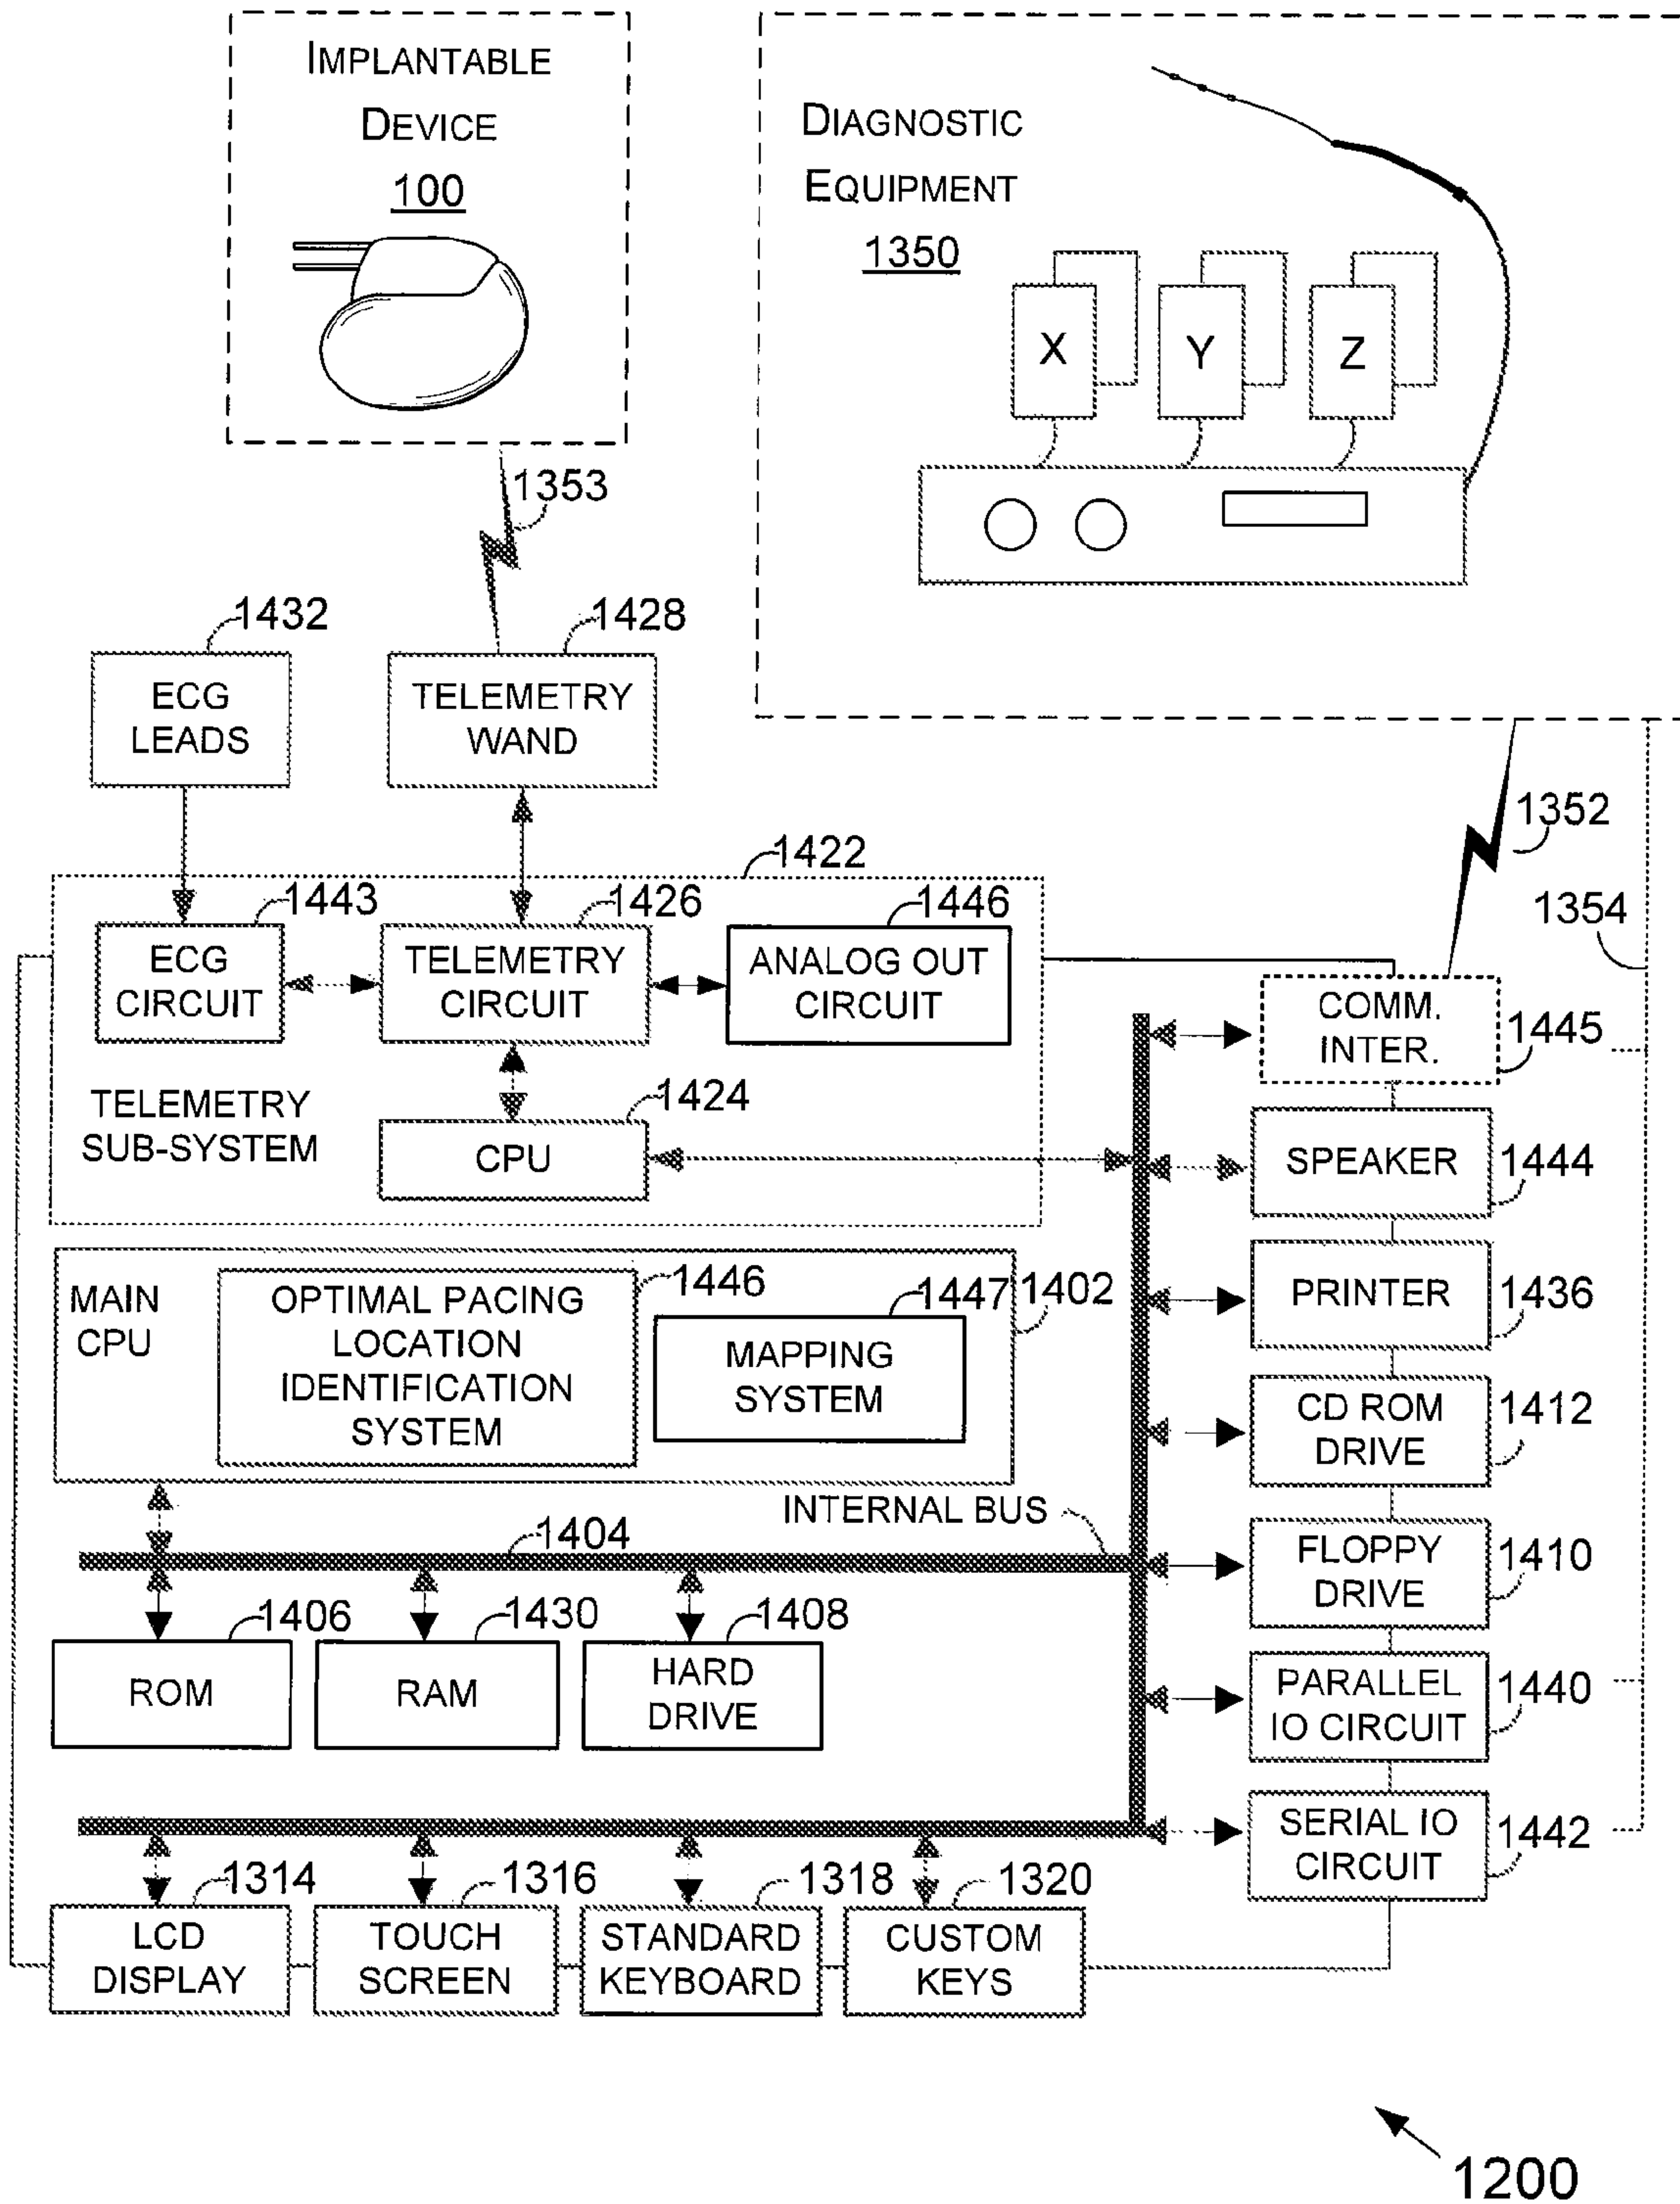 IMPLANTABLE
DEVICE
100
DIAGNOSTIC
EQUIPMENT
1350
X
Y
Z
1353
1432
1428
ECG
LEADS
TELEMETRY
WAND
1352
1354
1422
1443
1426
1446
ECG
CIRCUIT
TELEMETRY
CIRCUIT
ANALOG OUT
CIRCUIT
COMM.
INTER.
1445
TELEMETRY
SUB-SYSTEM
1424
CPU
SPEAKER
1444
MAIN
CPU
1446
OPTIMAL PACING
LOCATION
IDENTIFICATION
SYSTEM
1447
MAPPING
SYSTEM
1402
PRINTER
1436
CD ROM
DRIVE
1412
INTERNAL BUS
1404
FLOPPY
DRIVE
1410
1406
1430
1408
ROM
RAM
HARD
DRIVE
PARALLEL
IO CIRCUIT
1440
SERIAL IO
CIRCUIT
1442
1314
1316
1318
1320
LCD
DISPLAY
TOUCH
SCREEN
STANDARD
KEYBOARD
CUSTOM
KEYS
1200